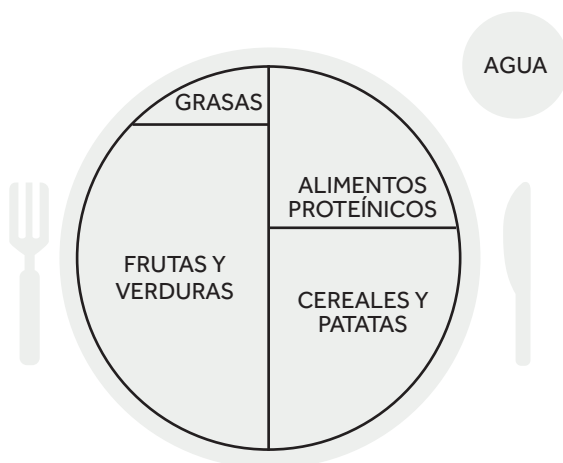 AGUA
GRASAS
ALIMENTOS
PROTEÍNICOS
FRUTAS Y
VERDURAS
CEREALES Y
PATATAS